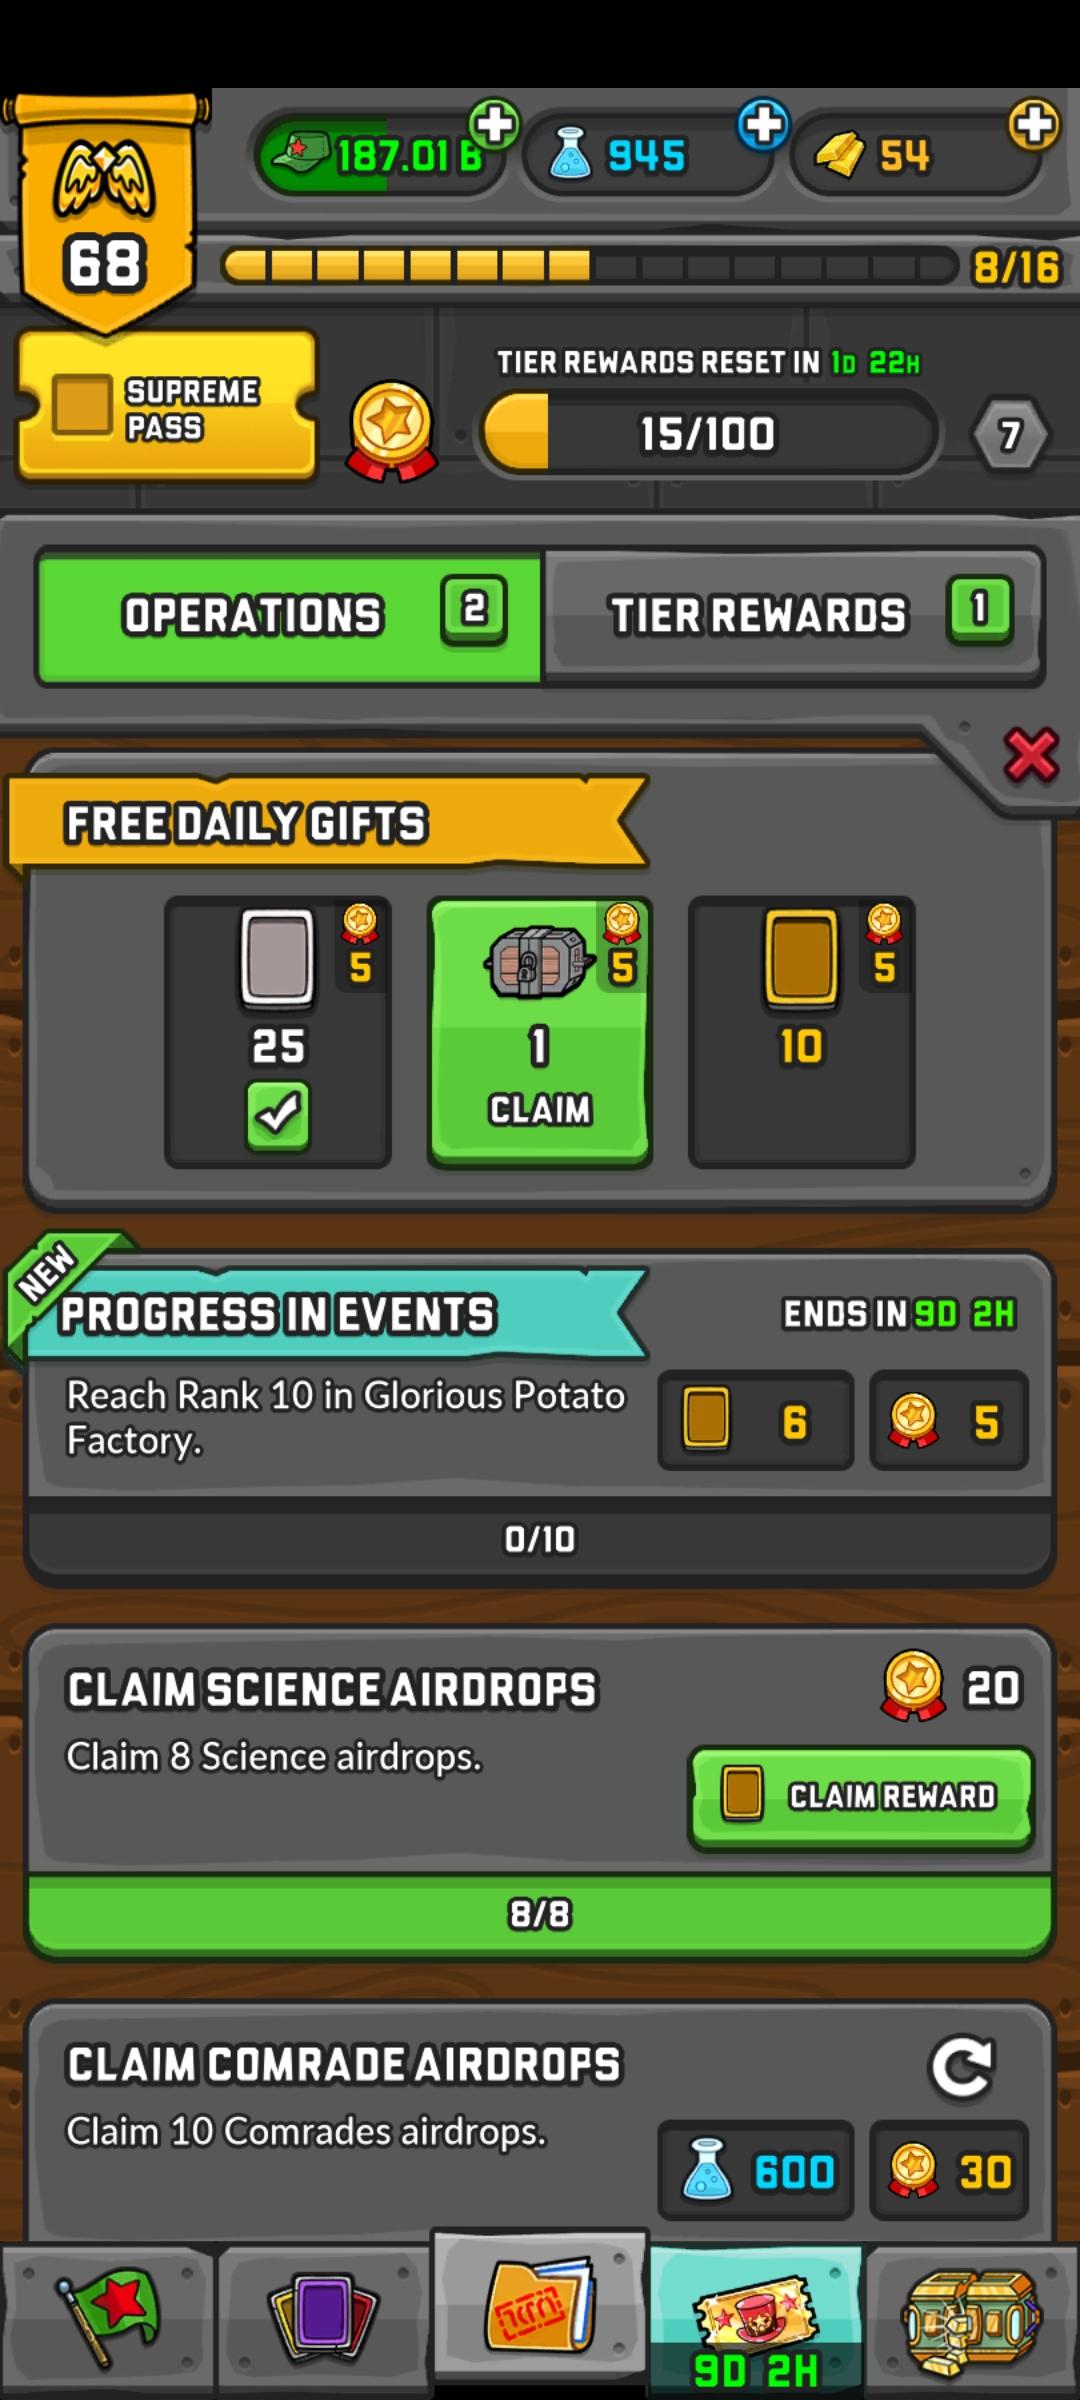 187.01 B
945
54
68
8/16
SUPREME
PASS
TIER REWARDS RESET IN 1D 22H
15/100
7
OPERATIONS 2
TIER REWARDS 1
FREE DAILY GIFTS
5
5
5
25
1
10
CLAIM
NEW
PROGRESS IN EVENTS
ENDS IN 9D 2H
Reach Rank 10 in Glorious Potato
Factory.
6
5
0/10
CLAIM SCIENCE AIRDROPS
20
Claim 8 Science airdrops.
CLAIM REWARD
8/8
CLAIM COMRADE AIRDROPS
Claim 10 Comrades airdrops.
600
30
9D 2H